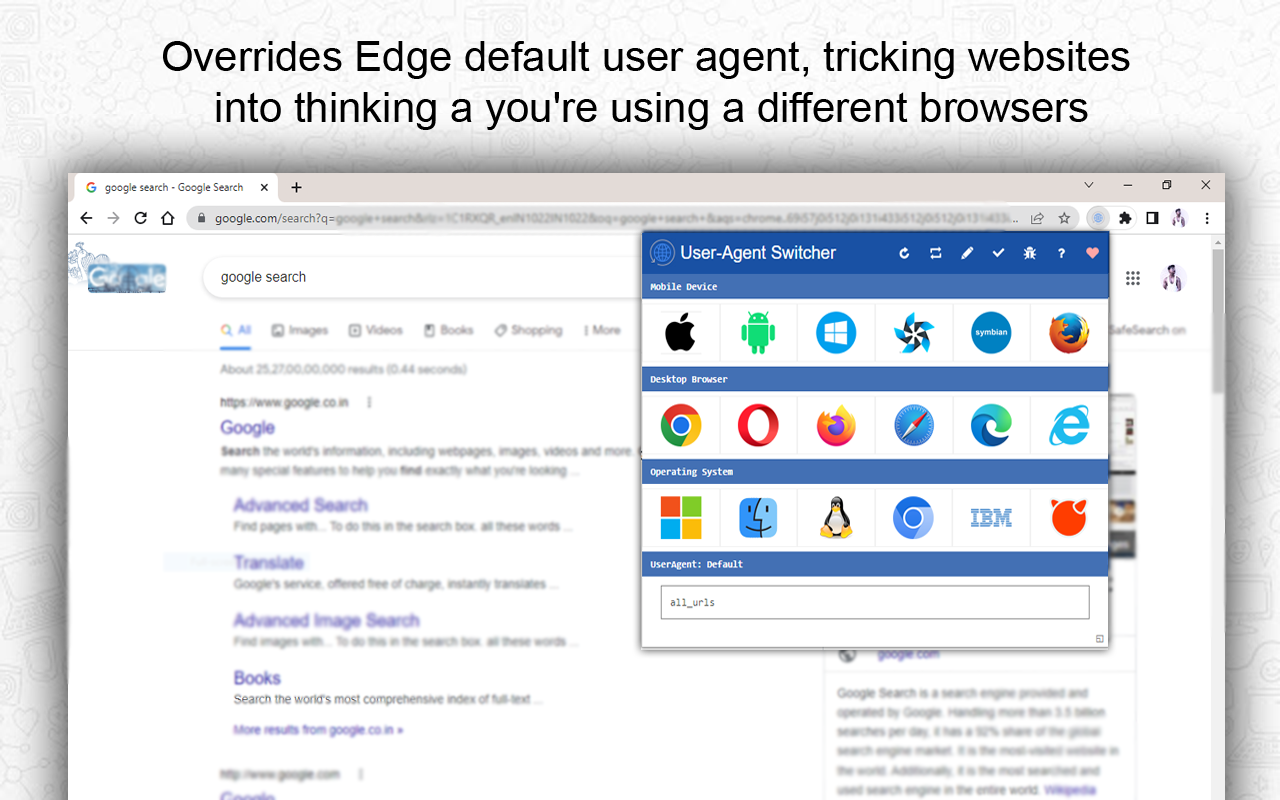 Overrides Edge default user agent, tricking websites
into thinking a you're using a different browsers
google search - Google Search
google.com/search?q=google+search&rlz=1C1RXQR_enIN1022IN1022&oq=google+search+&aqs=chrome..
User-Agent Switcher
Google
google search
Mobile Device
symbian
All Images Videos Books Shopping More
SafeSearch on
About 25,27,00,00,000 results (0.44 seconds)
Desktop Browser
https://www.google.co.in
Google
Search the world's information, including webpages, images, videos and more.
many special features to help you find exactly what you're looking ...
Operating System
Advanced Search
Find pages with... To do this in the search box. all these words ...
IBM
Translate
Google's service, offered free of charge, instantly translates ...
UserAgent: Default
all_urls
Advanced Image Search
Find images with... To do this in the search box. all these words ...
google.com
Books
Search the world's most comprehensive index of full-text ...
More results from google.co.in »
Google Search is a search engine provided and
operated by Google. Handling more than 3.5 billion
searches per day, it has a 92% share of the global
search engine market. It is the most-visited website in
the world. Additionally, it is the most searched and
used search engine in the entire world. Wikipedia
http://www.google.com
Google